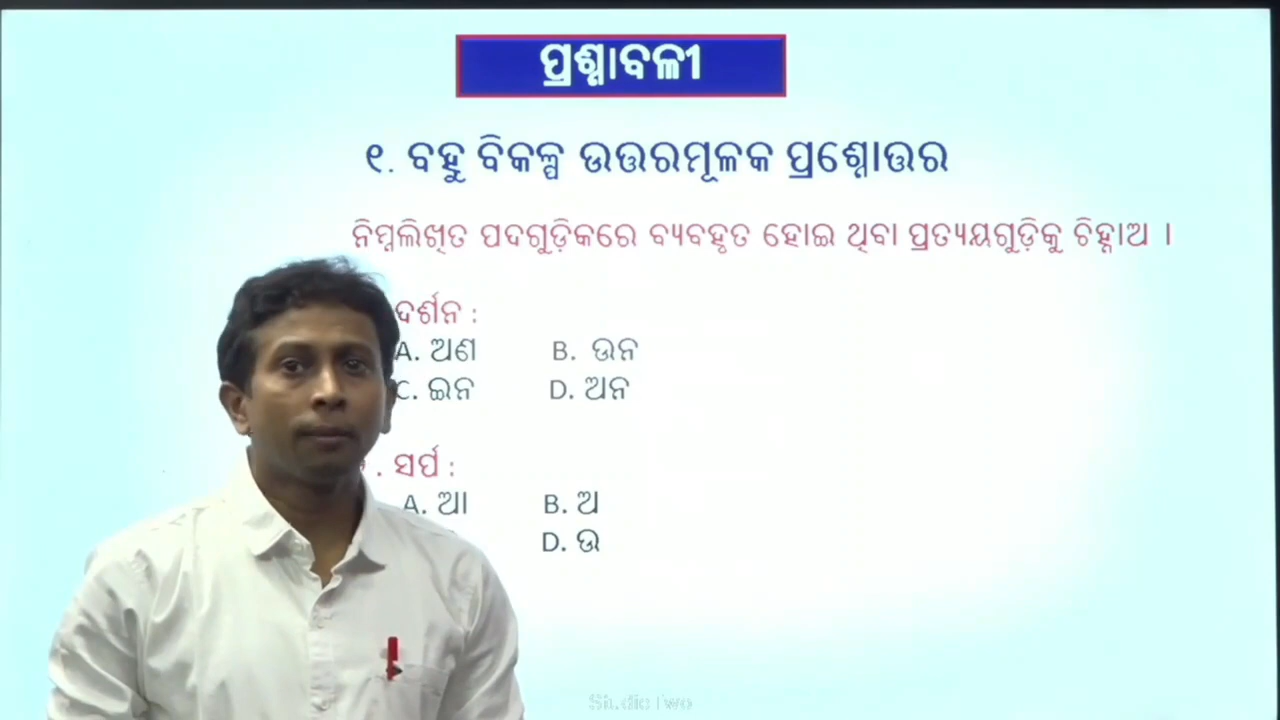 ପ୍ରଶ୍ନାବଳୀ
୧. ବହୁ ବିକଳ୍ପ ଉତ୍ତରମୂଳକ ପ୍ରଶ୍ନୋତ୍ତର
ନିମ୍ନଲିଖିତ ପଦଗୁଡ଼ିକରେ ବ୍ୟବହୃତ ହୋଇ ଥିବା ପ୍ରତ୍ୟୟଗୁଡ଼ିକୁ ଚିହ୍ନାଅ ।
ଦର୍ଶନ :
A. ଅଣ B. ଉନ
C. ଇନ D. ଅନ
. ସର୍ପ :
A. ଆ B. ଅ
D. ଉ